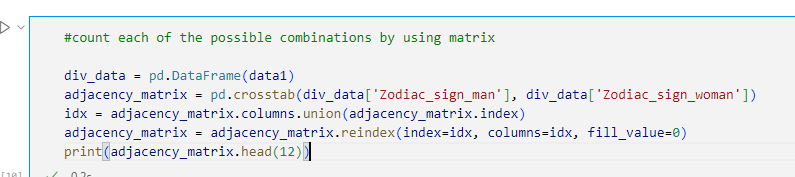 #count each of the possible combinations by using matrix
div_data = pd.DataFrame(data1)
adjacency_matrix = pd.crosstab(div_data['Zodiac_sign_man'], div_data['Zodiac_sign_woman'])
idx = adjacency_matrix.columns.union(adjacency_matrix.index)
adjacency_matrix = adjacency_matrix.reindex(index=idx, columns=idx, fill_value=0)
print(adjacency_matrix.head(12))
[10] ✓ 0.2s